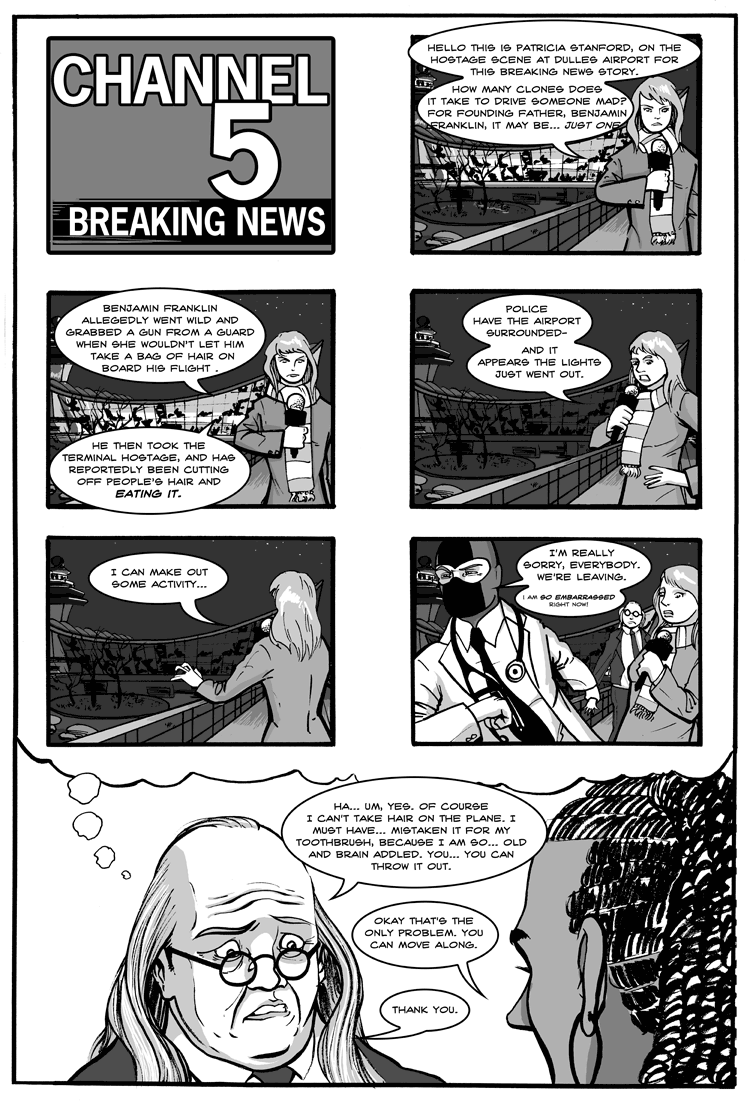 CHANNEL
5
BREAKING NEWS
HELLO THIS IS PATRICIA STANFORD, ON THE
HOSTAGE SCENE AT DULLES AIRPORT FOR
THIS BREAKING NEWS STORY.
HOW MANY CLONES DOES
IT TAKE TO DRIVE SOMEONE MAD?
FOR FOUNDING FATHER, BENJAMIN
FRANKLIN, IT MAY BE... JUST ONE.
BENJAMIN FRANKLIN
ALLEGEDLY WENT WILD AND
GRABBED A GUN FROM A GUARD
WHEN SHE WOULDN'T LET HIM
TAKE A BAG OF HAIR ON
BOARD HIS FLIGHT .
HE THEN TOOK THE
TERMINAL HOSTAGE, AND HAS
REPORTEDLY BEEN CUTTING
OFF PEOPLE'S HAIR AND
EATING IT.
POLICE
HAVE THE AIRPORT
SURROUNDED-
AND IT
APPEARS THE LIGHTS
JUST WENT OUT.
I CAN MAKE OUT
SOME ACTIVITY...
I'M REALLY
SORRY, EVERYBODY.
WE'RE LEAVING.
I AM SO EMBARRASSED
RIGHT NOW!
HA... UM, YES. OF COURSE
I CAN'T TAKE HAIR ON THE PLANE. I
MUST HAVE... MISTAKEN IT FOR MY
TOOTHBRUSH, BECAUSE I AM SO... OLD
AND BRAIN ADDLED. YOU... YOU CAN
THROW IT OUT.
OKAY THAT'S THE
ONLY PROBLEM. YOU
CAN MOVE ALONG.
THANK YOU.